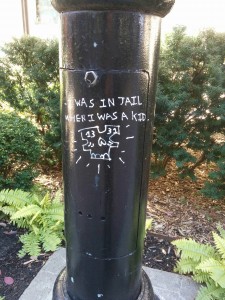 I WAS IN JAIL
WHEN I WAS A KID.